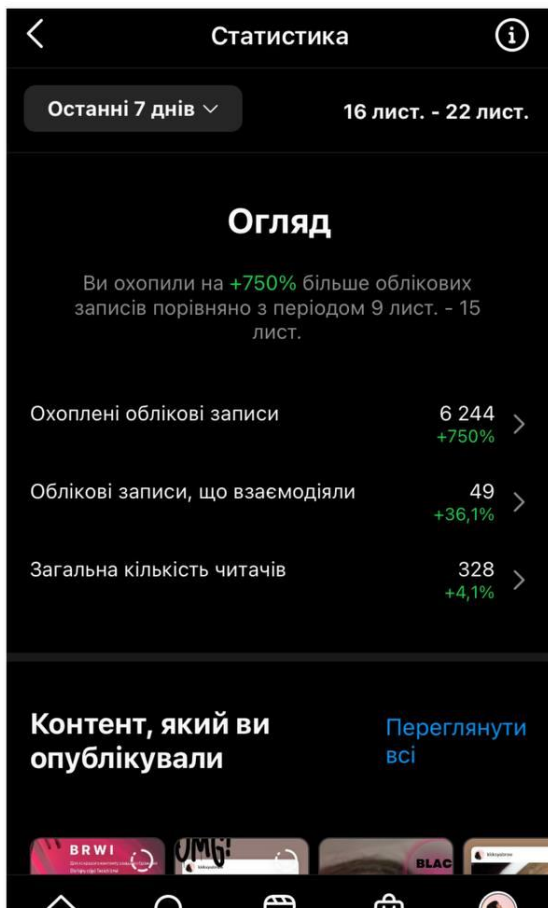 Статистика
Останні 7 днів
16 лист. - 22 лист.
Огляд
Ви охопили на +750% більше облікових
записів порівняно з періодом 9 лист. - 15
лист.
Охоплені облікові записи
6 244
+750%
Облікові записи, що взаємодіяли
49
+36,1%
Загальна кількість читачів
328
+4,1%
Контент, який ви
опублікували
Переглянути
всі
BRWI
OMG!
BLAC